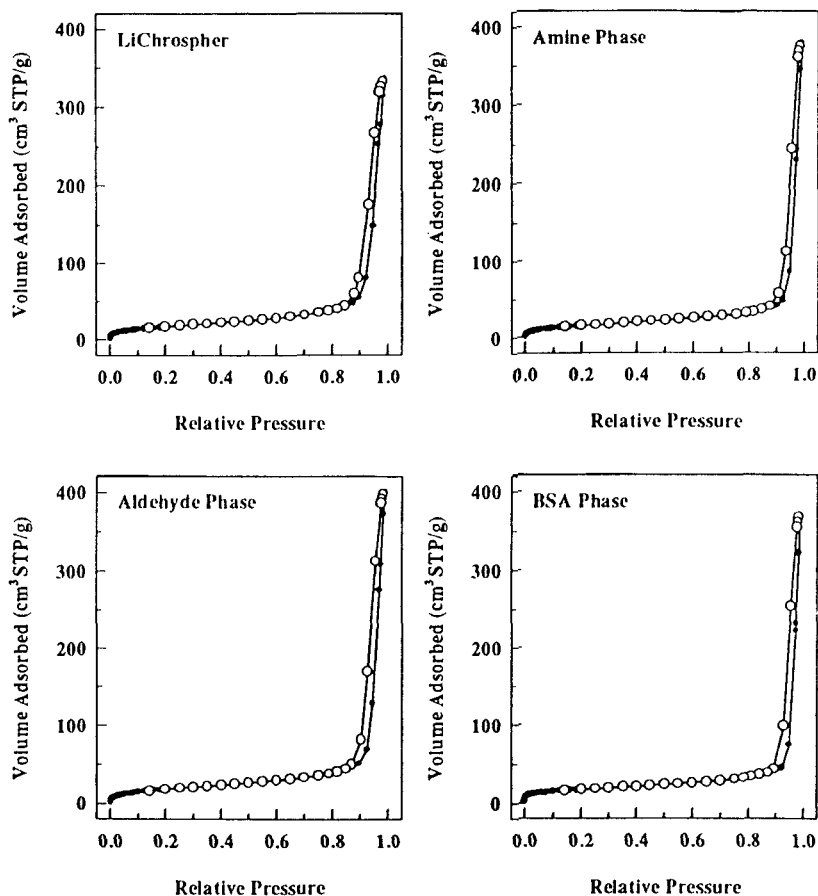 LiChrospher
Volume Adsorbed (cm³ STP/g)
400
300
200
100
0
0.0 0.2 0.4 0.6 0.8 1.0
Relative Pressure
Amine Phase
Volume Adsorbed (cm³ STP/g)
400
300
200
100
0
0.0 0.2 0.4 0.6 0.8 1.0
Relative Pressure
Aldehyde Phase
Volume Adsorbed (cm³ STP/g)
400
300
200
100
0
0.0 0.2 0.4 0.6 0.8 1.0
Relative Pressure
BSA Phase
Volume Adsorbed (cm³ STP/g)
400
300
200
100
0
0.0 0.2 0.4 0.6 0.8 1.0
Relative Pressure